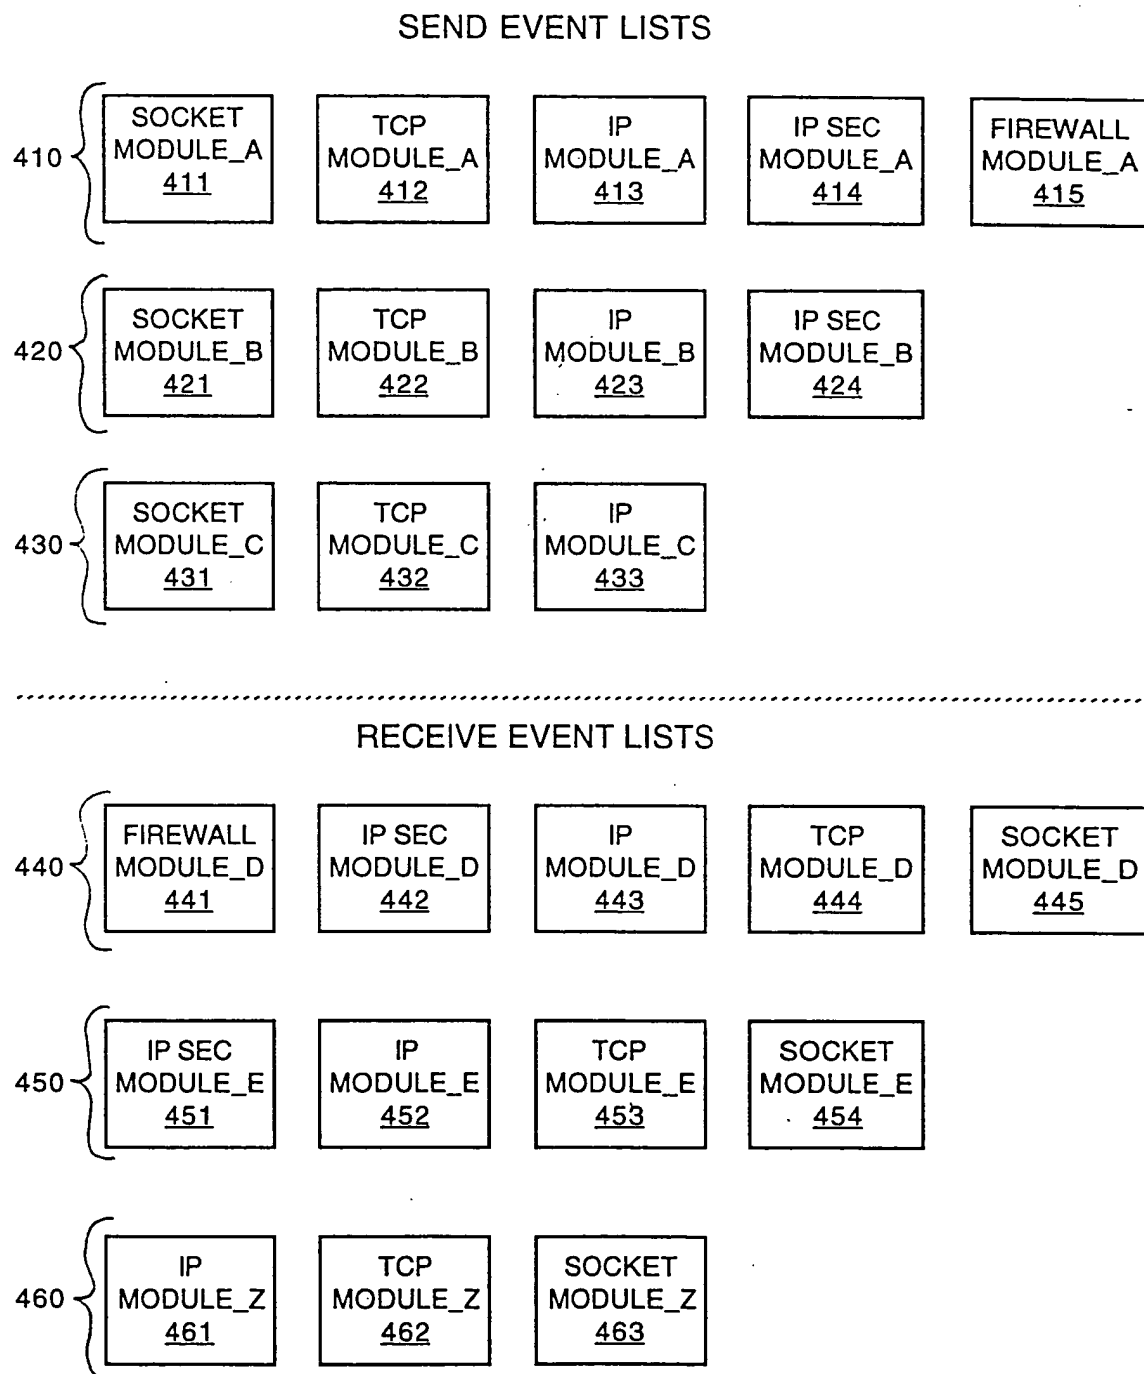 SEND EVENT LISTS
410
SOCKET
MODULE_A
411
TCP
MODULE_A
412
IP
MODULE_A
413
IP SEC
MODULE_A
414
FIREWALL
MODULE_A
415
420
SOCKET
MODULE_B
421
TCP
MODULE_B
422
IP
MODULE_B
423
IP SEC
MODULE_B
424
430
SOCKET
MODULE_C
431
TCP
MODULE_C
432
IP
MODULE_C
433
RECEIVE EVENT LISTS
440
FIREWALL
MODULE_D
441
IP SEC
MODULE_D
442
IP
MODULE_D
443
TCP
MODULE_D
444
SOCKET
MODULE_D
445
450
IP SEC
MODULE_E
451
IP
MODULE_E
452
TCP
MODULE_E
453
SOCKET
MODULE_E
454
460
IP
MODULE_Z
461
TCP
MODULE_Z
462
SOCKET
MODULE_Z
463